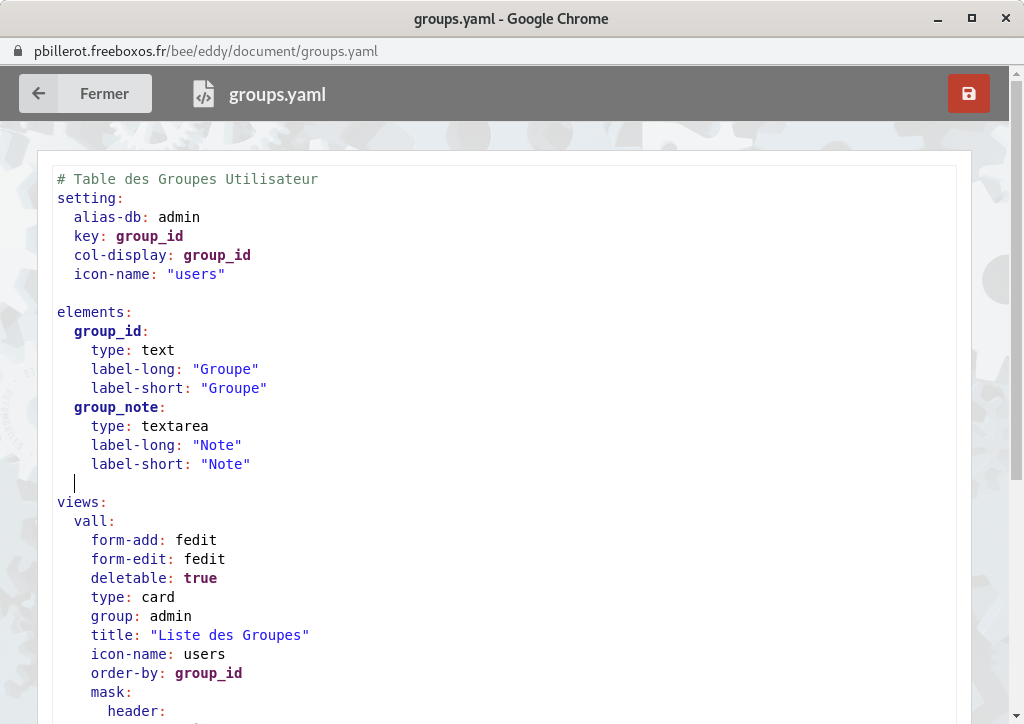 groups.yaml - Google Chrome
pbillerot.freeboxos.fr/bee/eddy/document/groups.yaml
Fermer
groups.yaml
# Table des Groupes Utilisateur
setting:
  alias-db: admin
  key: group_id
  col-display: group_id
  icon-name: "users"
elements:
  group_id:
    type: text
    label-long: "Groupe"
    label-short: "Groupe"
  group_note:
    type: textarea
    label-long: "Note"
    label-short: "Note"
views:
  vall:
    form-add: fedit
    form-edit: fedit
    deletable: true
    type: card
    group: admin
    title: "Liste des Groupes"
    icon-name: users
    order-by: group_id
    mask:
      header: